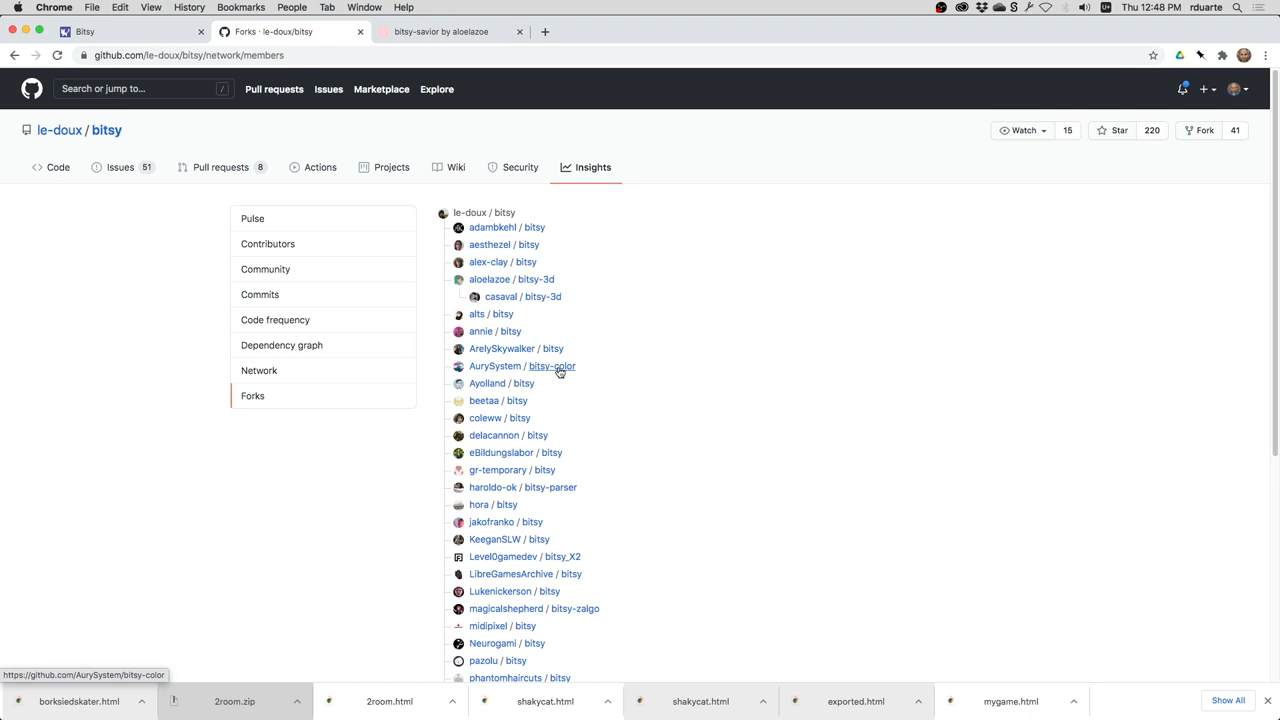 Chrome File Edit View History Bookmarks People Tab Window Help Thu 12:48 PM rduarte
Bitsy Forks · le-doux/bitsy bitsy-savior by aloelazoe
github.com/le-doux/bitsy/network/members
Search or jump to... / Pull requests Issues Marketplace Explore
le-doux / bitsy Watch 15 Star 220 Fork 41
Code Issues 51 Pull requests 8 Actions Projects Wiki Security Insights
Pulse
Contributors
Community
Commits
Code frequency
Dependency graph
Network
Forks
le-doux / bitsy
adambkehl / bitsy
aesthezel / bitsy
alex-clay / bitsy
aloelazoe / bitsy-3d
casaval / bitsy-3d
alts / bitsy
annie / bitsy
ArelySkywalker / bitsy
AurySystem / bitsy-color
Ayolland / bitsy
beetaa / bitsy
coleww / bitsy
delacannon / bitsy
eBildungslabor / bitsy
gr-temporary / bitsy
haroldo-ok / bitsy-parser
hora / bitsy
jakofranko / bitsy
KeeganSLW / bitsy
Level0gamedev / bitsy_X2
LibreGamesArchive / bitsy
Lukenickerson / bitsy
magicalshepherd / bitsy-zalgo
midipixel / bitsy
Neurogami / bitsy
pazolu / bitsy
phantomhaircuts / bitsy
https://github.com/AurySystem/bitsy-color
borksiedskater.html 2room.zip 2room.html shakycat.html shakycat.html exported.html mygame.html Show All